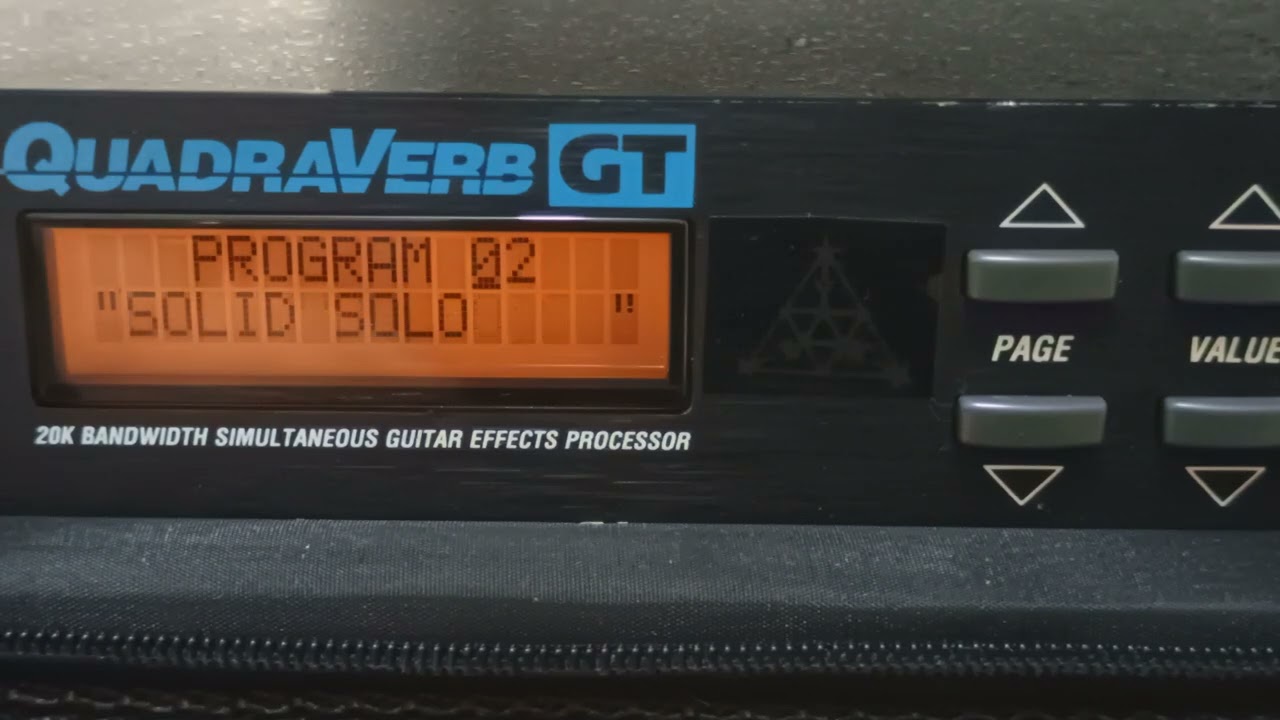 QUADRAVERB GT
PROGRAM 02
"SOLID SOLO      "
20K BANDWIDTH SIMULTANEOUS GUITAR EFFECTS PROCESSOR
PAGE
VALUE